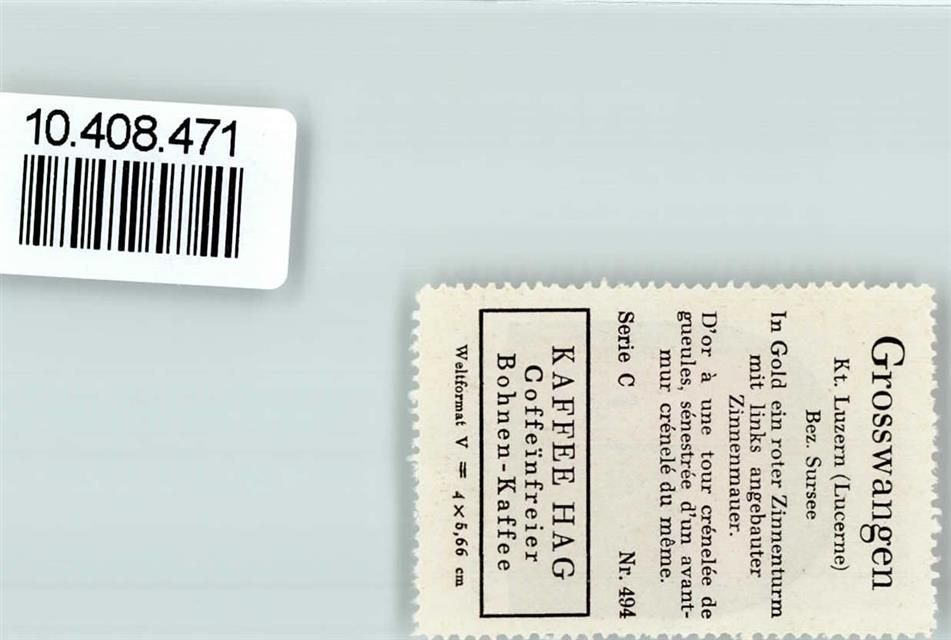 10.408.471
Grosswangen
Kt. Luzern (Lucerne)
Bez. Sursee
In Gold ein roter Zinnenturm
mit links angebauter
Zinnenmauer.
D'or à une tour crénelée de
gueules, sénestrée d'un avant-
mur crénelé du même.
Serie C Nr. 494
KAFFEE HAG
Coffeïnfreier
Bohnen-Kaffee
Weltformat V = 4×5,66 cm